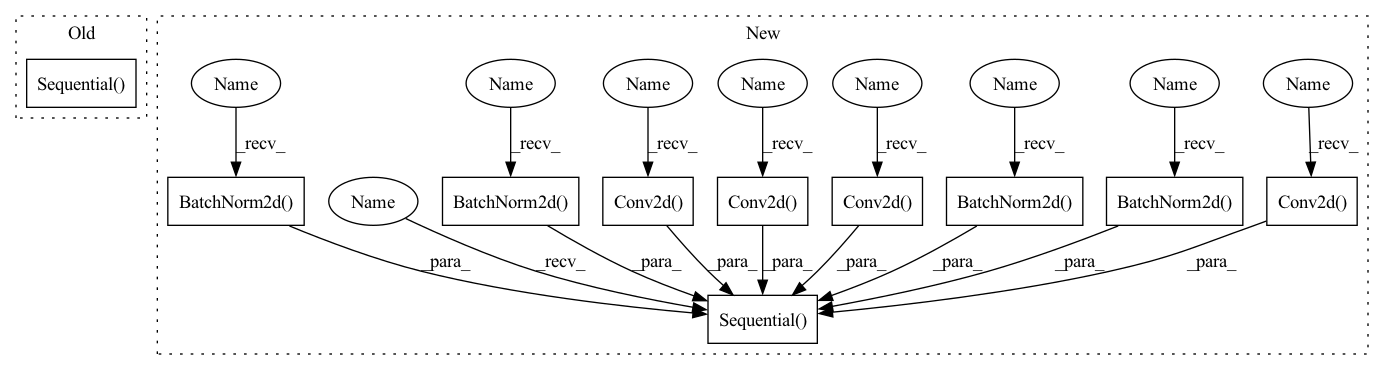 Old
New
Sequential()
Name
Name
Name
Name
Name
Name
Name
Name
_recv_
_recv_
_recv_
_recv_
_recv_
_recv_
_recv_
_recv_
BatchNorm2d()
Name
BatchNorm2d()
Conv2d()
Conv2d()
Conv2d()
BatchNorm2d()
BatchNorm2d()
Conv2d()
_para_
_recv_
_para_
_para_
_para_
_para_
_para_
_para_
_para_
Sequential()